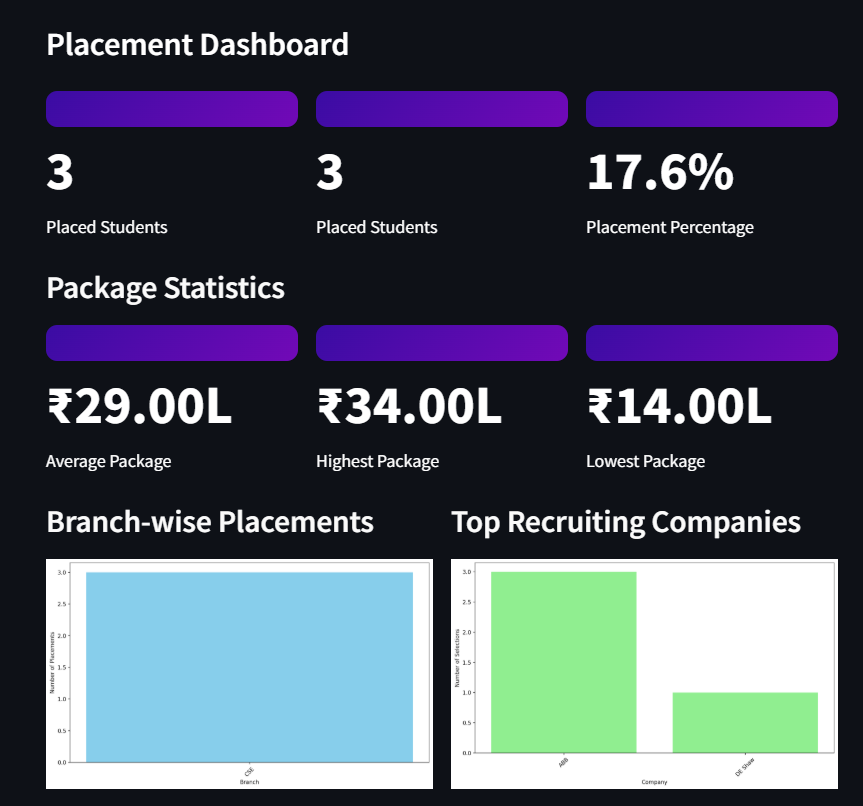 Placement Dashboard
3 3 17.6%
Placed Students Placed Students Placement Percentage
Package Statistics
₹29.00L ₹34.00L ₹14.00L
Average Package Highest Package Lowest Package
Branch-wise Placements Top Recruiting Companies
3.0
2.5
2.0
1.5
1.0
0.5
0.0
Number of Placements
CSE
Branch
3.0
2.5
2.0
1.5
1.0
0.5
0.0
Number of Selections
ABB DE Shaw
Company